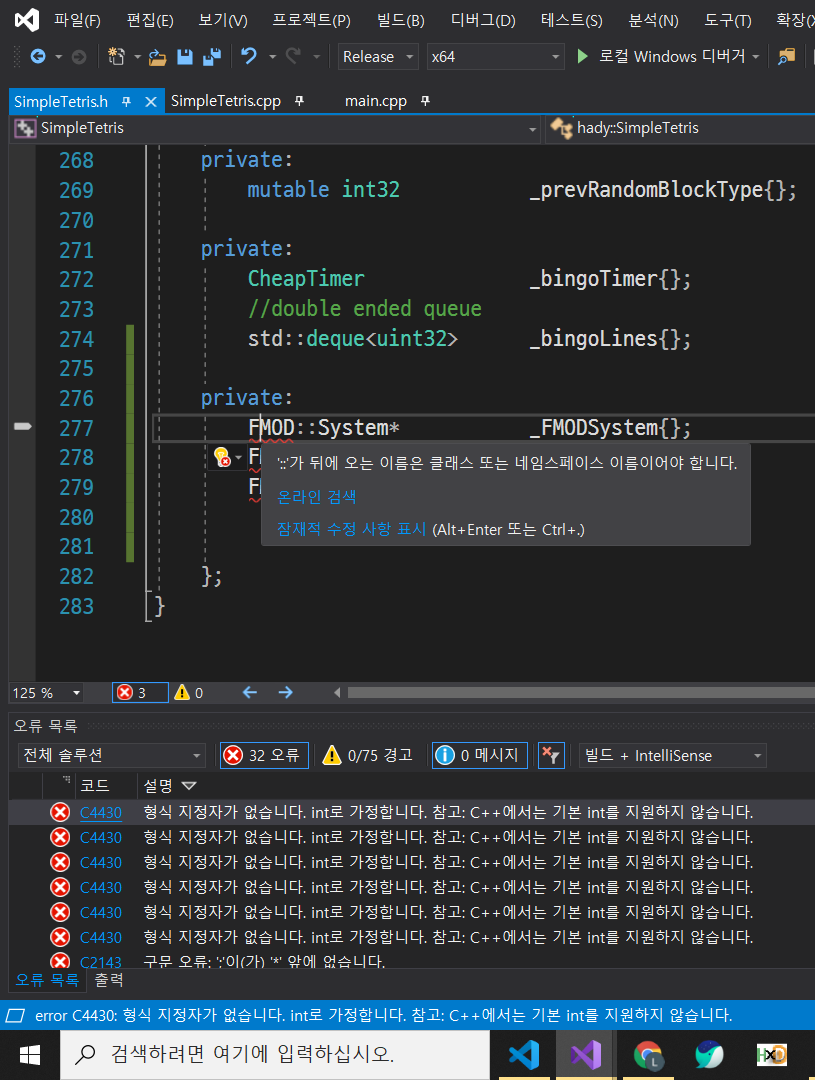 파일(F) 편집(E) 보기(V) 프로젝트(P) 빌드(B) 디버그(D) 테스트(S) 분석(N) 도구(T) 확장(X
Release x64 로컬 Windows 디버거
SimpleTetris.h SimpleTetris.cpp main.cpp
SimpleTetris hady::SimpleTetris
268 private:
269 mutable int32 _prevRandomBlockType{};
270
271 private:
272 CheapTimer _bingoTimer{};
273 //double ended queue
274 std::deque<uint32> _bingoLines{};
275
276 private:
277 FMOD::System* _FMODSystem{};
278 F
279 F
280
281
282 };
283 }
'::'가 뒤에 오는 이름은 클래스 또는 네임스페이스 이름이어야 합니다.
온라인 검색
잠재적 수정 사항 표시 (Alt+Enter 또는 Ctrl+.)
125 % 3 0
오류 목록
전체 솔루션 32 오류 0/75 경고 0 메시지 빌드 + IntelliSense
코드 설명
C4430 형식 지정자가 없습니다. int로 가정합니다. 참고: C++에서는 기본 int를 지원하지 않습니다.
C4430 형식 지정자가 없습니다. int로 가정합니다. 참고: C++에서는 기본 int를 지원하지 않습니다.
C4430 형식 지정자가 없습니다. int로 가정합니다. 참고: C++에서는 기본 int를 지원하지 않습니다.
C4430 형식 지정자가 없습니다. int로 가정합니다. 참고: C++에서는 기본 int를 지원하지 않습니다.
C4430 형식 지정자가 없습니다. int로 가정합니다. 참고: C++에서는 기본 int를 지원하지 않습니다.
C4430 형식 지정자가 없습니다. int로 가정합니다. 참고: C++에서는 기본 int를 지원하지 않습니다.
C2143 구문 오류: ';'이(가) '*' 앞에 없습니다.
오류 목록 출력
error C4430: 형식 지정자가 없습니다. int로 가정합니다. 참고: C++에서는 기본 int를 지원하지 않습니다.
검색하려면 여기에 입력하십시오.
L
HxD